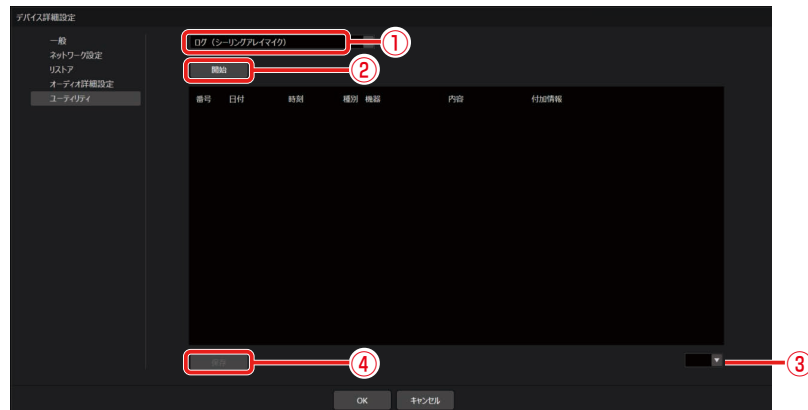 デバイス詳細設定
一般
ネットワーク設定
リストア
オーディオ詳細設定
ユーティリティ
ログ（シーリングアレイマイク）
①
開始
②
番号 日付 時刻 種別 機器 内容 付加情報
保存
④
③
OK キャンセル